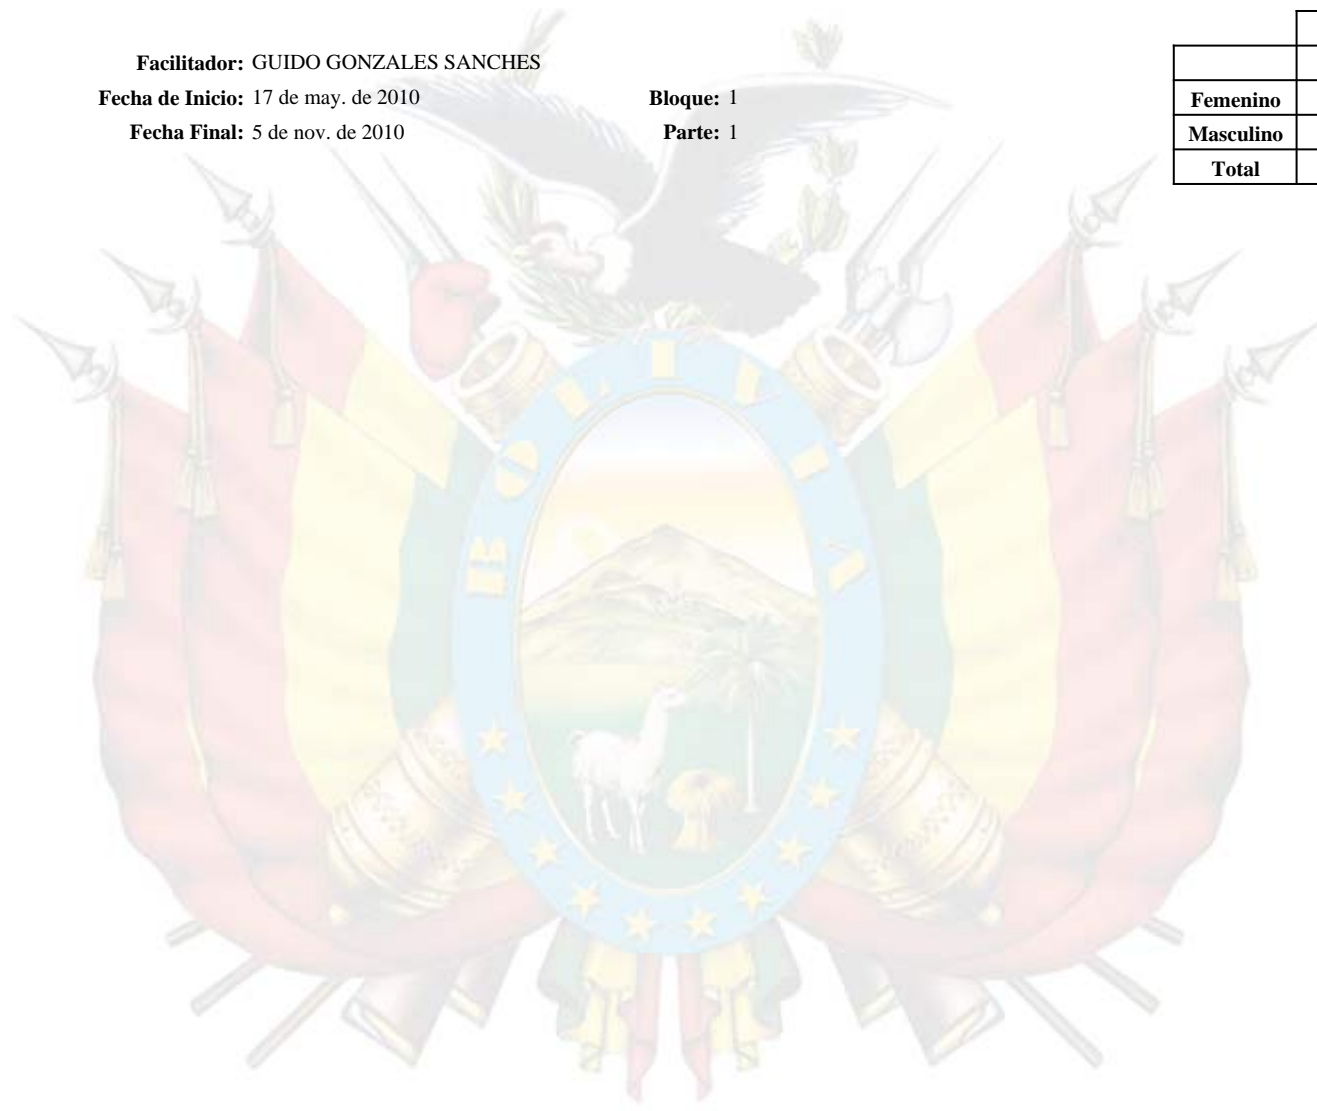 Facilitador: GUIDO GONZALES SANCHES
Fecha de Inicio: 17 de may. de 2010 Bloque: 1
Fecha Final: 5 de nov. de 2010 Parte: 1
Femenino
Masculino
Total
BOLIVIA